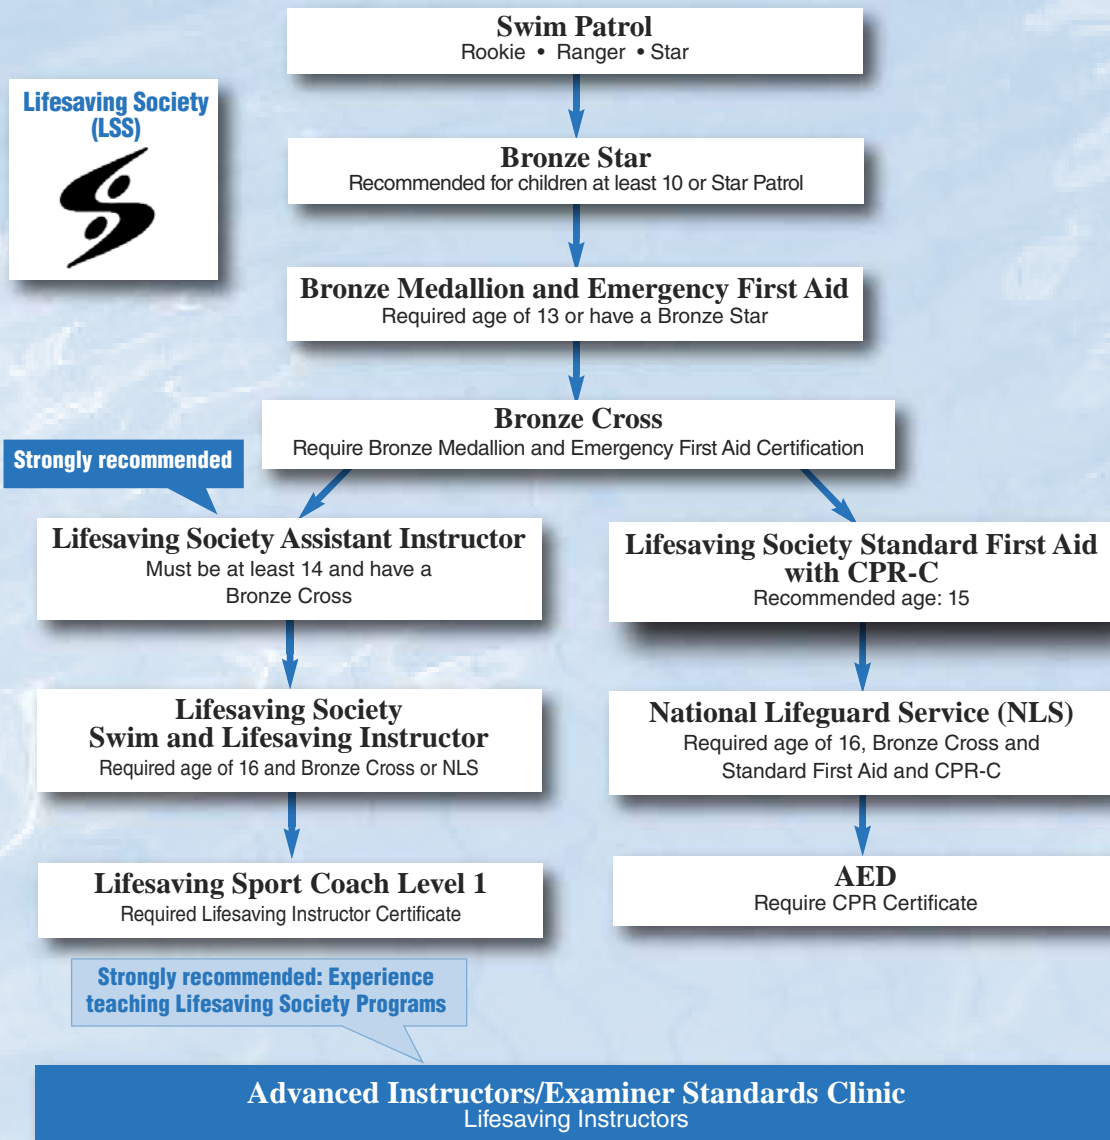 Swim Patrol
Rookie • Ranger • Star
Lifesaving Society
(LSS)
Bronze Star
Recommended for children at least 10 or Star Patrol
Bronze Medallion and Emergency First Aid
Required age of 13 or have a Bronze Star
Bronze Cross
Require Bronze Medallion and Emergency First Aid Certification
Strongly recommended
Lifesaving Society Assistant Instructor
Must be at least 14 and have a
Bronze Cross
Lifesaving Society Standard First Aid
with CPR-C
Recommended age: 15
Lifesaving Society
Swim and Lifesaving Instructor
Required age of 16 and Bronze Cross or NLS
National Lifeguard Service (NLS)
Required age of 16, Bronze Cross and
Standard First Aid and CPR-C
Lifesaving Sport Coach Level 1
Required Lifesaving Instructor Certificate
AED
Require CPR Certificate
Strongly recommended: Experience
teaching Lifesaving Society Programs
Advanced Instructors/Examiner Standards Clinic
Lifesaving Instructors